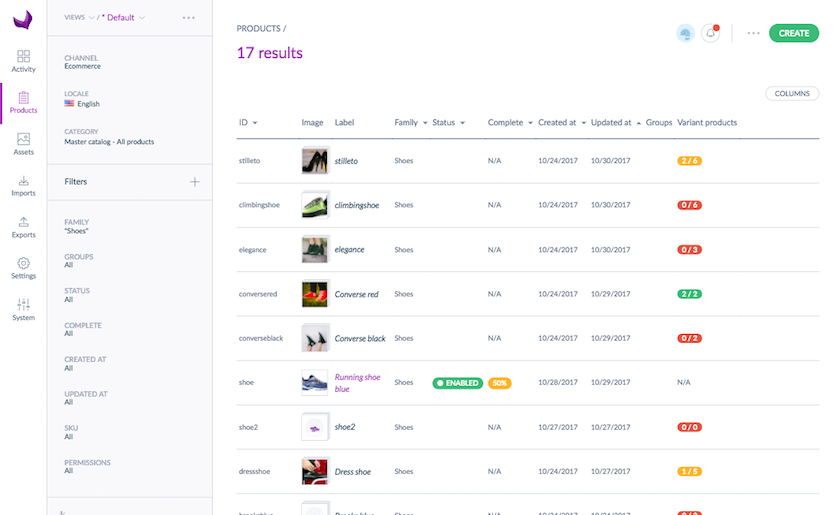 VIEWS / * Default
CHANNEL
Ecommerce
LOCALE
English
CATEGORY
Master catalog - All products
Filters
FAMILY
"Shoes"
GROUPS
All
STATUS
All
COMPLETE
All
CREATED AT
All
UPDATED AT
All
SKU
All
PERMISSIONS
All
Activity
Products
Assets
Imports
Exports
Settings
System
PRODUCTS /
17 results
CREATE
COLUMNS
ID Image Label Family Status Complete Created at Updated at Groups Variant products
stilleto stilleto Shoes N/A 10/24/2017 10/30/2017 2 / 6
climbingshoe climbingshoe Shoes N/A 10/24/2017 10/30/2017 0 / 6
elegance elegance Shoes N/A 10/24/2017 10/30/2017 0 / 3
conversered Converse red Shoes N/A 10/24/2017 10/29/2017 2 / 2
converseblack Converse black Shoes N/A 10/24/2017 10/29/2017 0 / 2
shoe Running shoe Shoes ENABLED 50% 10/28/2017 10/29/2017 N/A
blue
shoe2 shoe2 Shoes N/A 10/27/2017 10/27/2017 0 / 0
dressshoe Dress shoe Shoes N/A 10/24/2017 10/27/2017 1 / 5